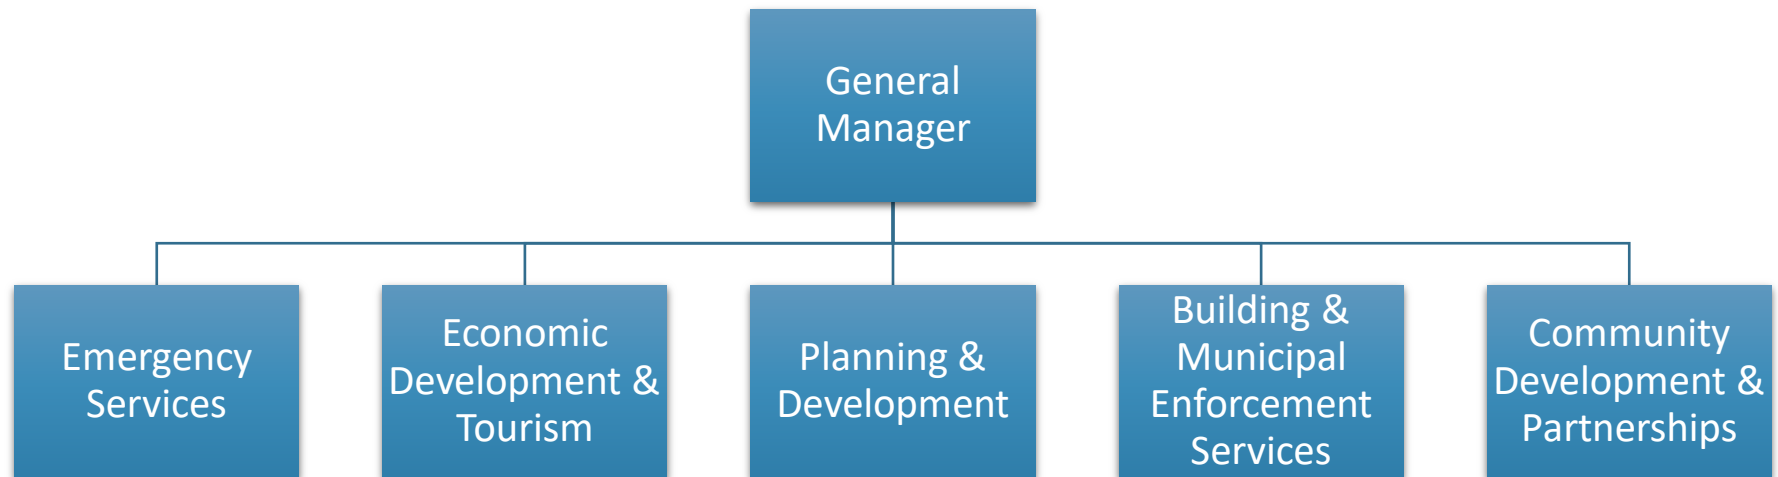 General
Manager
Emergency
Services
Economic
Development &
Tourism
Planning &
Development
Building &
Municipal
Enforcement
Services
Community
Development &
Partnerships